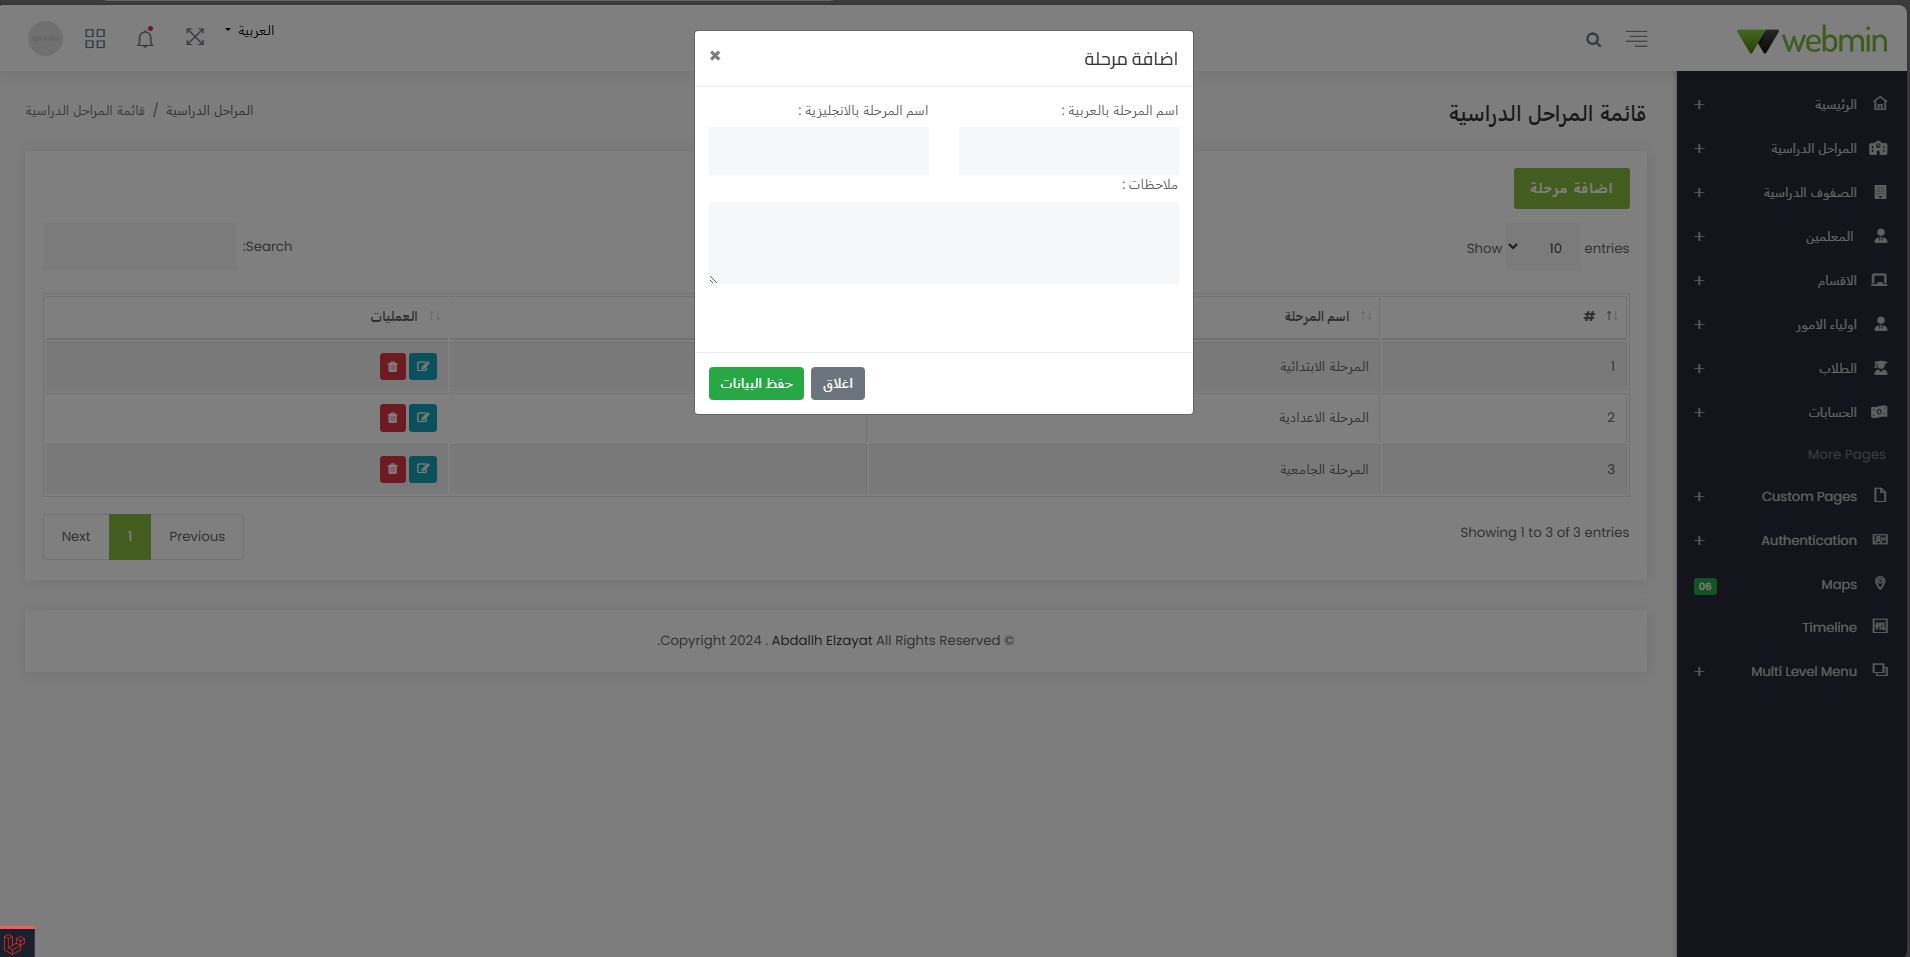 webmin
العربية
اضافة مرحلة
اسم المرحلة بالعربية :
اسم المرحلة بالانجليزية :
ملاحظات :
اغلاق
حفظ البيانات
الرئيسية
المراحل الدراسية
الصفوف الدراسية
المعلمين
الاقسام
اولياء الامور
الطلاب
الحسابات
More Pages
Custom Pages
Authentication
Maps
06
Timeline
Multi Level Menu
قائمة المراحل الدراسية
المراحل الدراسية / قائمة المراحل الدراسية
اضافة مرحلة
Show 10 entries
Search:
# اسم المرحلة العمليات
1 المرحلة الابتدائية
2 المرحلة الاعدادية
3 المرحلة الجامعية
Showing 1 to 3 of 3 entries
Previous 1 Next
.Copyright 2024 . Abdallh Elzayat All Rights Reserved ©